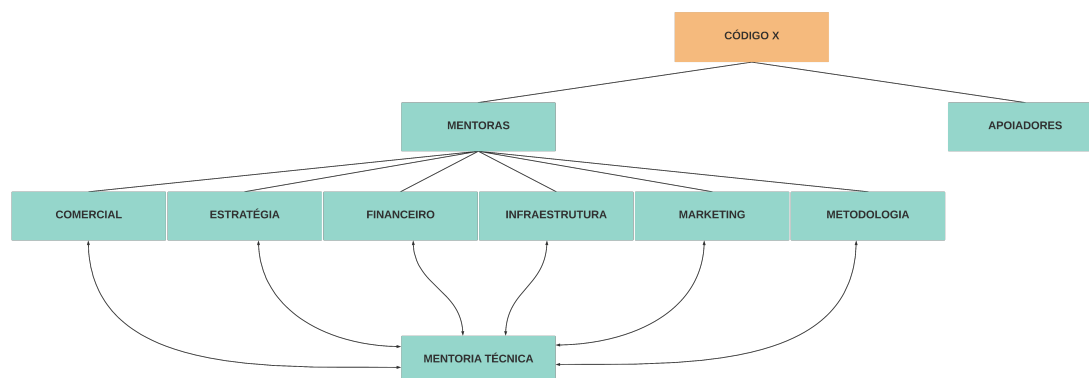 CÓDIGO X
MENTORAS
APOIADORES
COMERCIAL
ESTRATÉGIA
FINANCEIRO
INFRAESTRUTURA
MARKETING
METODOLOGIA
MENTORIA TÉCNICA